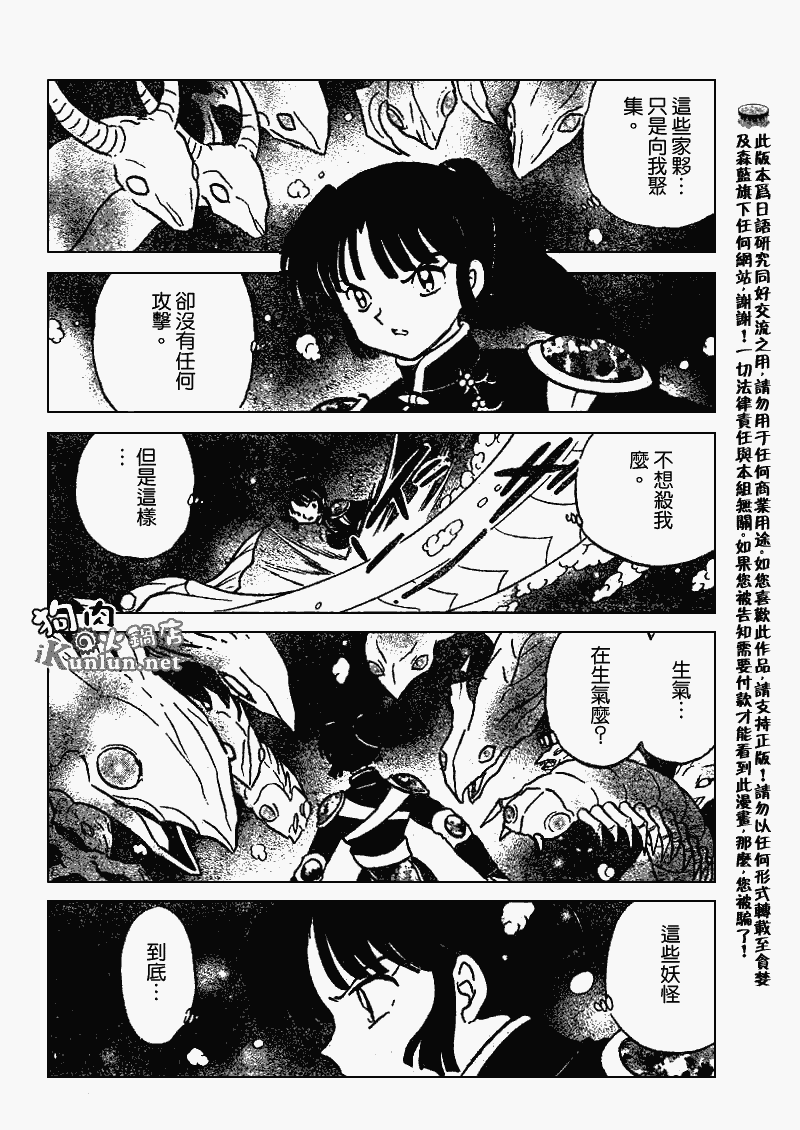 這些家夥…
只是向我聚
集。
卻沒有任何
攻擊。
不想殺我
麼。
但是這樣
…
生氣…
在生氣麼?
這些妖怪
到底…
狗肉
火鍋店
iKunlun.net
此版本爲日語研究同好交流之用,請勿用于任何商業用途。如您喜歡此作品,請支持正版!請勿以任何形式轉載至貪婪
及森藍旗下任何網站,謝謝!一切法律責任與本組無關。如果您被告知需要付款才能看到此漫畫,那麼,您被騙了!